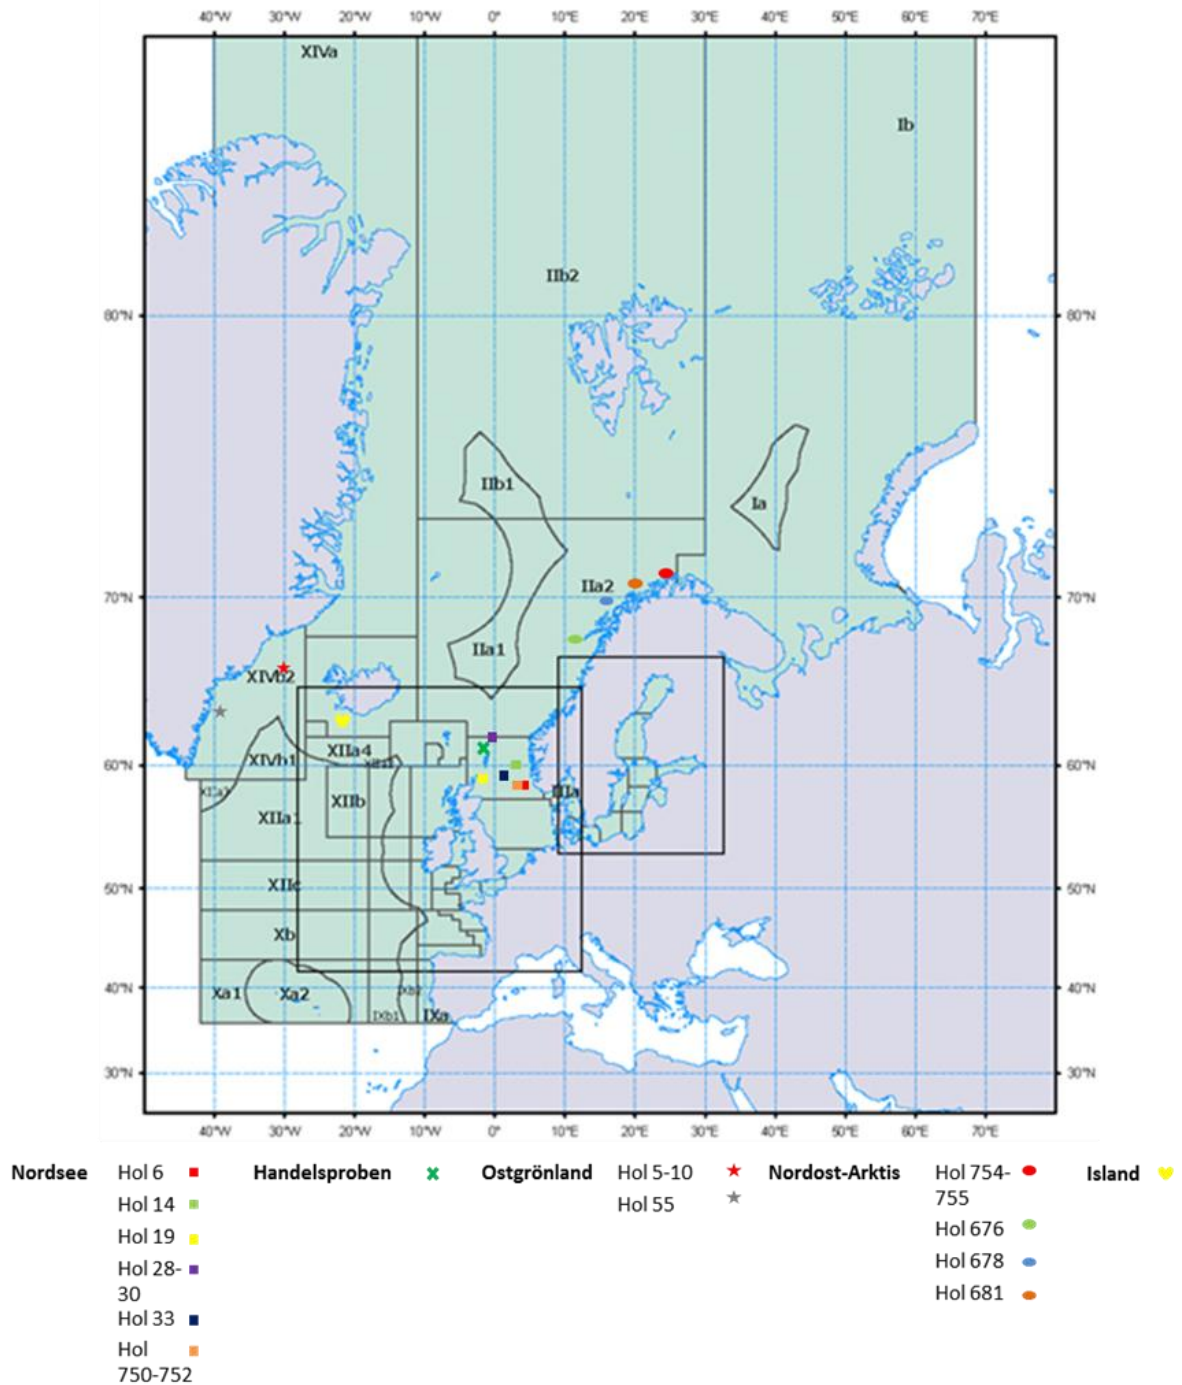 40°W 30°W 20°W 10°W 0° 10°E 20°E 30°E 40°E 50°E 60°E 70°E
XIVa
Ib
IIb2
80°N 80°N
IIb1
Ia
IIa2
70°N 70°N
IIa1
XIVb2
XIIa4
XIVb1
60°N 60°N
IIIa
XIIb
XIIa1
XIIc
50°N 50°N
Xb
Xa1 Xa2
40°N 40°N
IXb1 IXa
30°N 30°N
40°W 30°W 20°W 10°W 0° 10°E 20°E 30°E 40°E 50°E 60°E 70°E
Nordsee
Hol 6
Hol 14
Hol 19
Hol 28-
30
Hol 33
Hol
750-752
Handelsproben
Ostgrönland
Hol 5-10
Hol 55
Nordost-Arktis
Hol 754-
755
Hol 676
Hol 678
Hol 681
Island